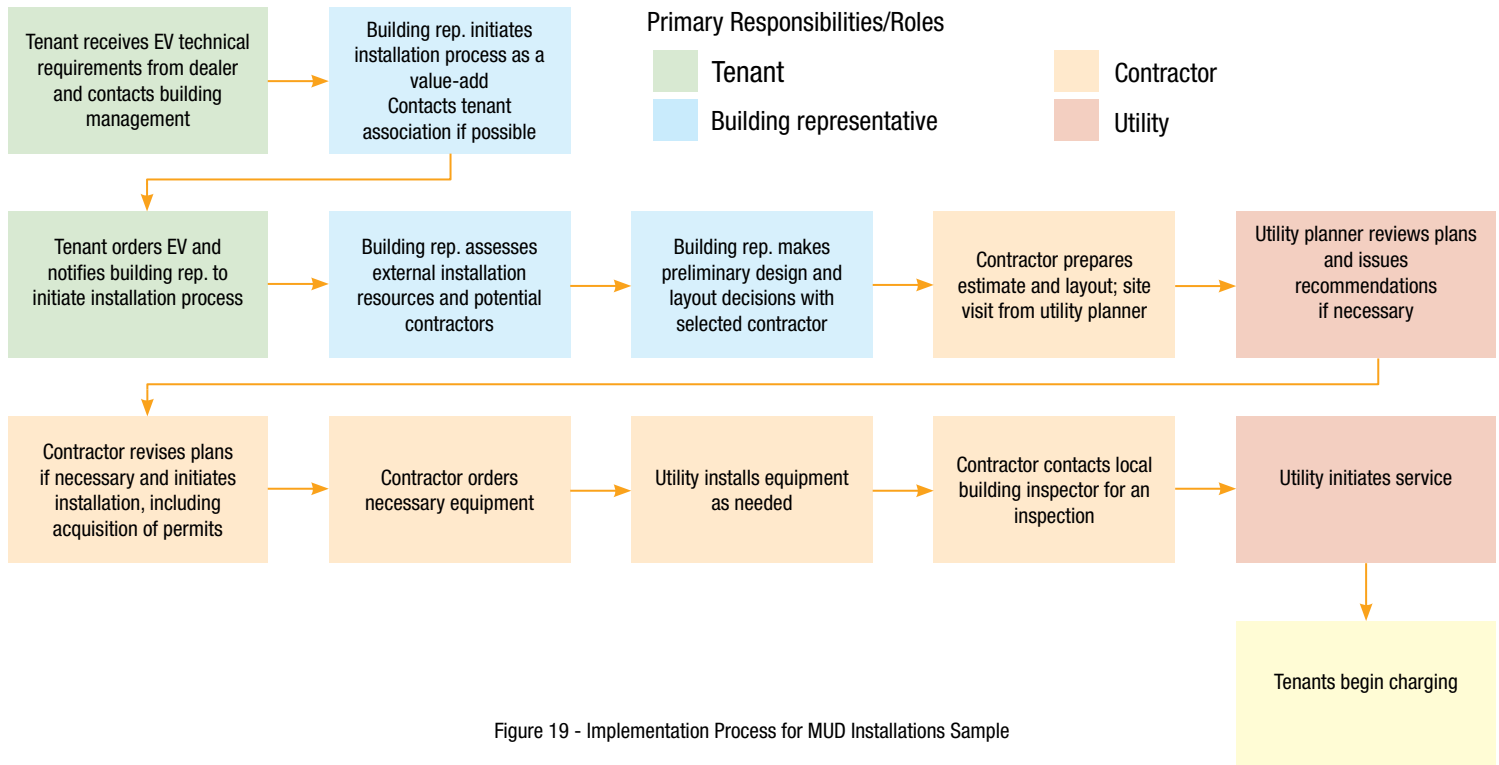 Tenant receives EV technical
requirements from dealer
and contacts building
management
Building rep. initiates
installation process as a
value-add
Contacts tenant
association if possible
Primary Responsibilities/Roles
Tenant
Building representative
Contractor
Utility
Tenant orders EV and
notifies building rep. to
initiate installation process
Building rep. assesses
external installation
resources and potential
contractors
Building rep. makes
preliminary design and
layout decisions with
selected contractor
Contractor prepares
estimate and layout; site
visit from utility planner
Utility planner reviews plans
and issues
recommendations
if necessary
Contractor revises plans
if necessary and initiates
installation, including
acquisition of permits
Contractor orders
necessary equipment
Utility installs equipment
as needed
Contractor contacts local
building inspector for an
inspection
Utility initiates service
Tenants begin charging
Figure 19 - Implementation Process for MUD Installations Sample